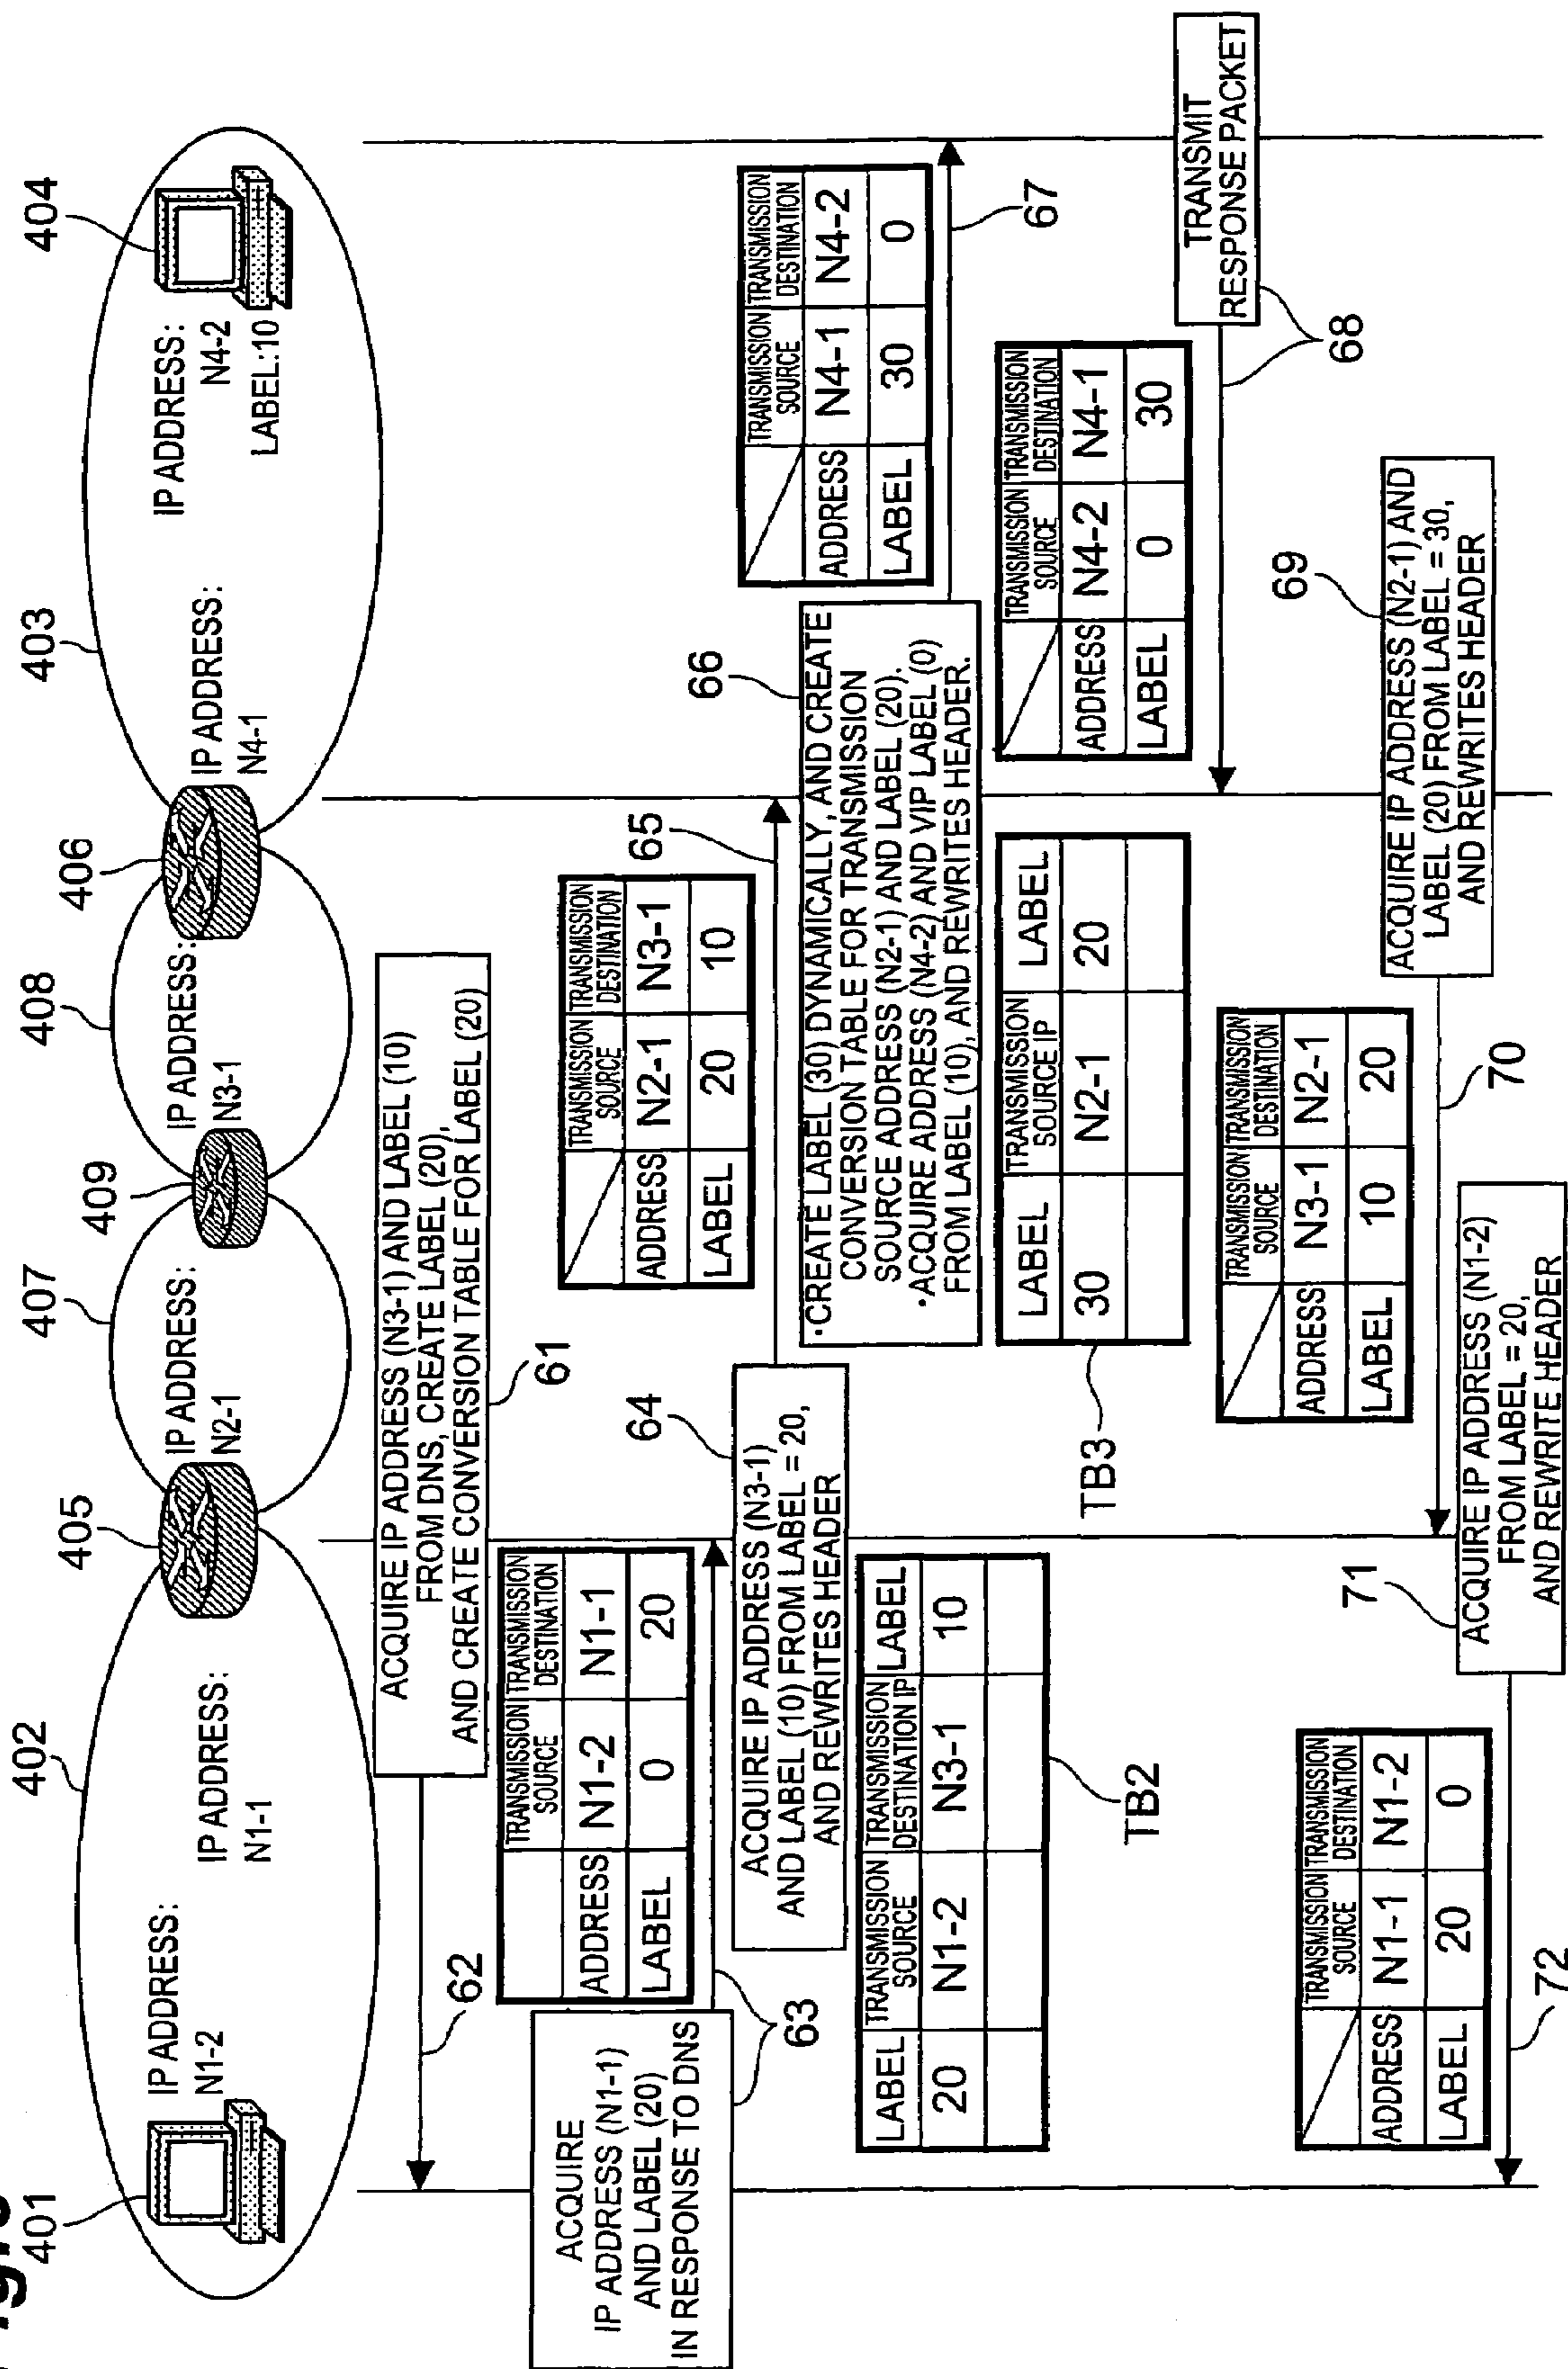 401
402
405
407
409
408
406
403
404
IP ADDRESS:
N1-2
IP ADDRESS:
N1-1
IP ADDRESS:
N2-1
IP ADDRESS:
N3-1
IP ADDRESS:
N4-1
IP ADDRESS:
N4-2
LABEL:10
ACQUIRE IP ADDRESS (N3-1) AND LABEL (10)
FROM DNS, CREATE LABEL (20),
AND CREATE CONVERSION TABLE FOR LABEL (20)
61
62
ACQUIRE
IP ADDRESS (N1-1)
AND LABEL (20)
IN RESPONSE TO DNS
63
TRANSMISSION SOURCE TRANSMISSION DESTINATION
ADDRESS N1-2 N1-1
LABEL 0 20
ACQUIRE IP ADDRESS (N3-1)
AND LABEL (10) FROM LABEL = 20,
AND REWRITES HEADER
64
TRANSMISSION SOURCE TRANSMISSION DESTINATION
ADDRESS N2-1 N3-1
LABEL 20 10
65
LABEL TRANSMISSION SOURCE TRANSMISSION DESTINATION IP LABEL
20 N1-2 N3-1 10
TB2
·CREATE LABEL (30) DYNAMICALLY, AND CREATE
CONVERSION TABLE FOR TRANSMISSION
SOURCE ADDRESS (N2-1) AND LABEL (20).
·ACQUIRE ADDRESS (N4-2) AND VIP LABEL (0)
FROM LABEL (10), AND REWRITES HEADER.
66
TRANSMISSION SOURCE TRANSMISSION DESTINATION
ADDRESS N4-1 N4-2
LABEL 30 0
67
LABEL TRANSMISSION SOURCE IP LABEL
30 N2-1 20
TB3
TRANSMISSION SOURCE TRANSMISSION DESTINATION
ADDRESS N4-2 N4-1
LABEL 0 30
TRANSMIT
RESPONSE PACKET
68
ACQUIRE IP ADDRESS (N2-1) AND
LABEL (20) FROM LABEL = 30,
AND REWRITES HEADER
69
TRANSMISSION SOURCE TRANSMISSION DESTINATION
ADDRESS N3-1 N2-1
LABEL 10 20
70
ACQUIRE IP ADDRESS (N1-2)
FROM LABEL = 20,
AND REWRITE HEADER
71
TRANSMISSION SOURCE TRANSMISSION DESTINATION
ADDRESS N1-1 N1-2
LABEL 20 0
72